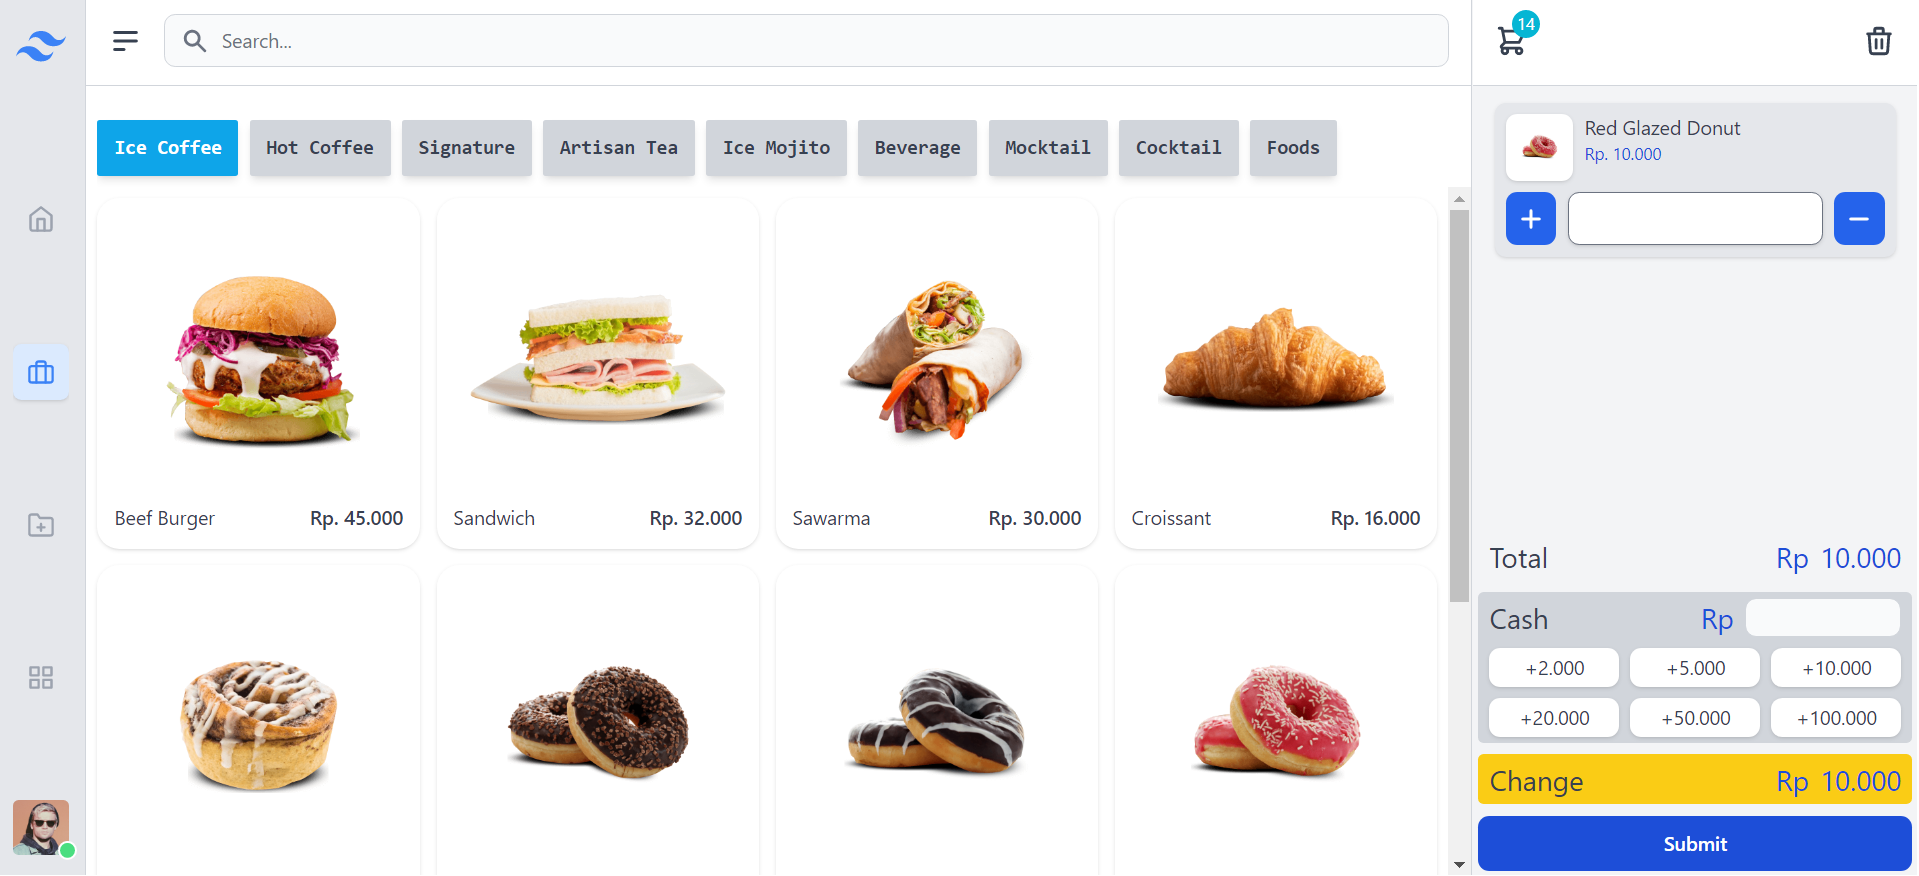 Search...
14
Ice Coffee
Hot Coffee
Signature
Artisan Tea
Ice Mojito
Beverage
Mocktail
Cocktail
Foods
Beef Burger Rp. 45.000
Sandwich Rp. 32.000
Sawarma Rp. 30.000
Croissant Rp. 16.000
Red Glazed Donut
Rp. 10.000
Total Rp 10.000
Cash Rp
+2.000 +5.000 +10.000
+20.000 +50.000 +100.000
Change Rp 10.000
Submit